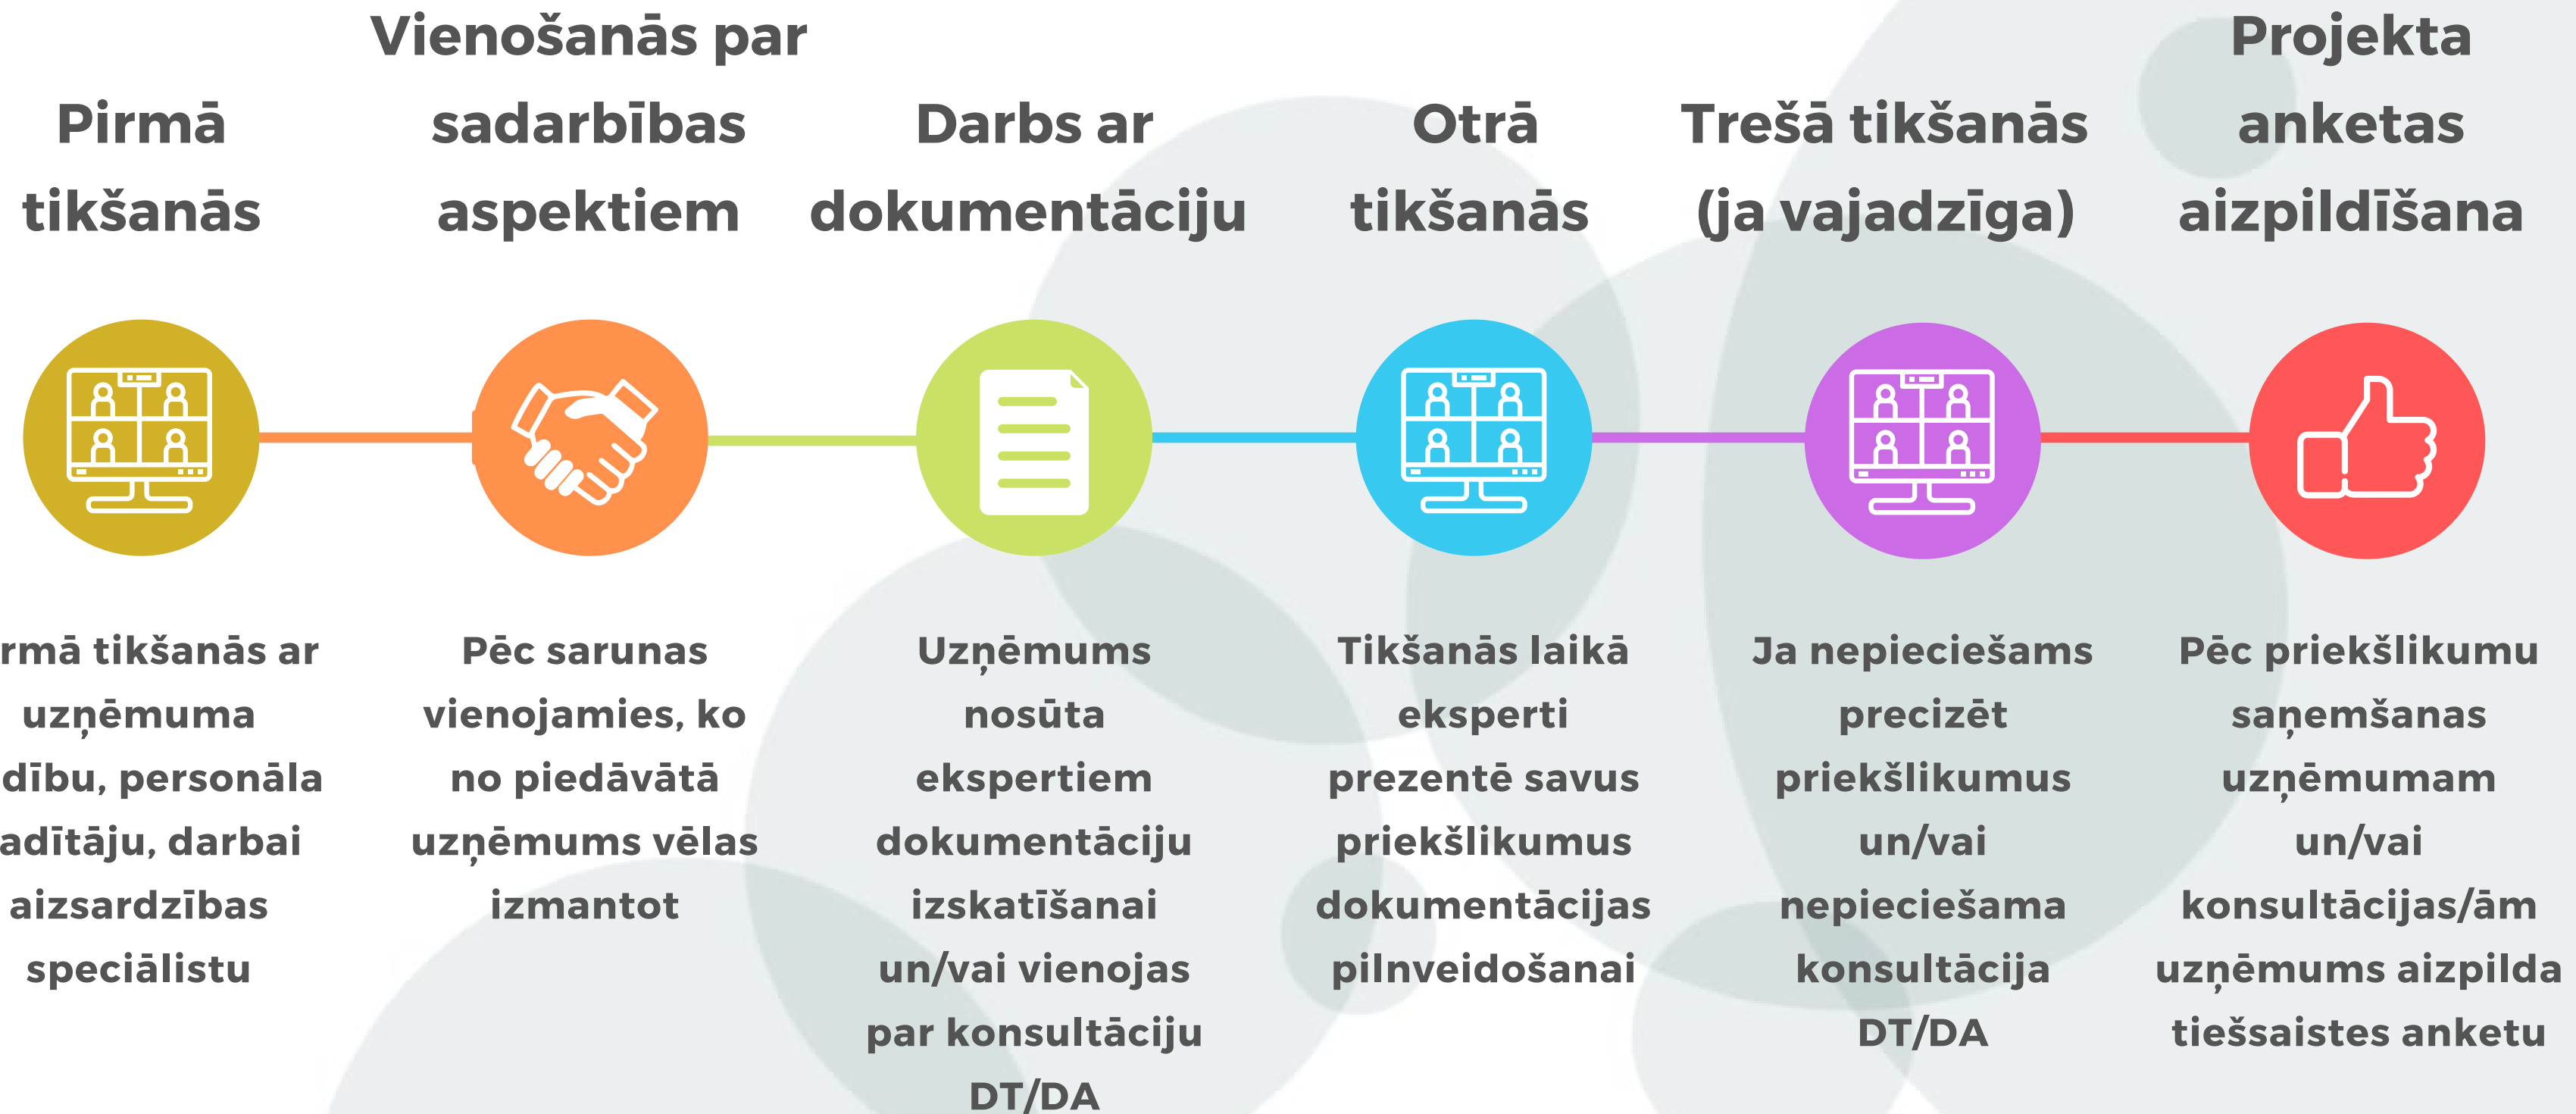 Pirmā
tikšanās
Vienošanās par
sadarbības
aspektiem
Darbs ar
dokumentāciju
Otrā
tikšanās
Trešā tikšanās
(ja vajadzīga)
Projekta
anketas
aizpildīšana
rmā tikšanās ar
uzņēmuma
dību, personāla
adītāju, darbai
aizsardzības
speciālistu
Pēc sarunas
vienojamies, ko
no piedāvātā
uzņēmums vēlas
izmantot
Uzņēmums
nosūta
ekspertiem
dokumentāciju
izskatīšanai
un/vai vienojas
par konsultāciju
DT/DA
Tikšanās laikā
eksperti
prezentē savus
priekšlikumus
dokumentācijas
pilnveidošanai
Ja nepieciešams
precizēt
priekšlikumus
un/vai
nepieciešama
konsultācija
DT/DA
Pēc priekšlikumu
saņemšanas
uzņēmumam
un/vai
konsultācijas/ām
uzņēmums aizpilda
tiešsaistes anketu